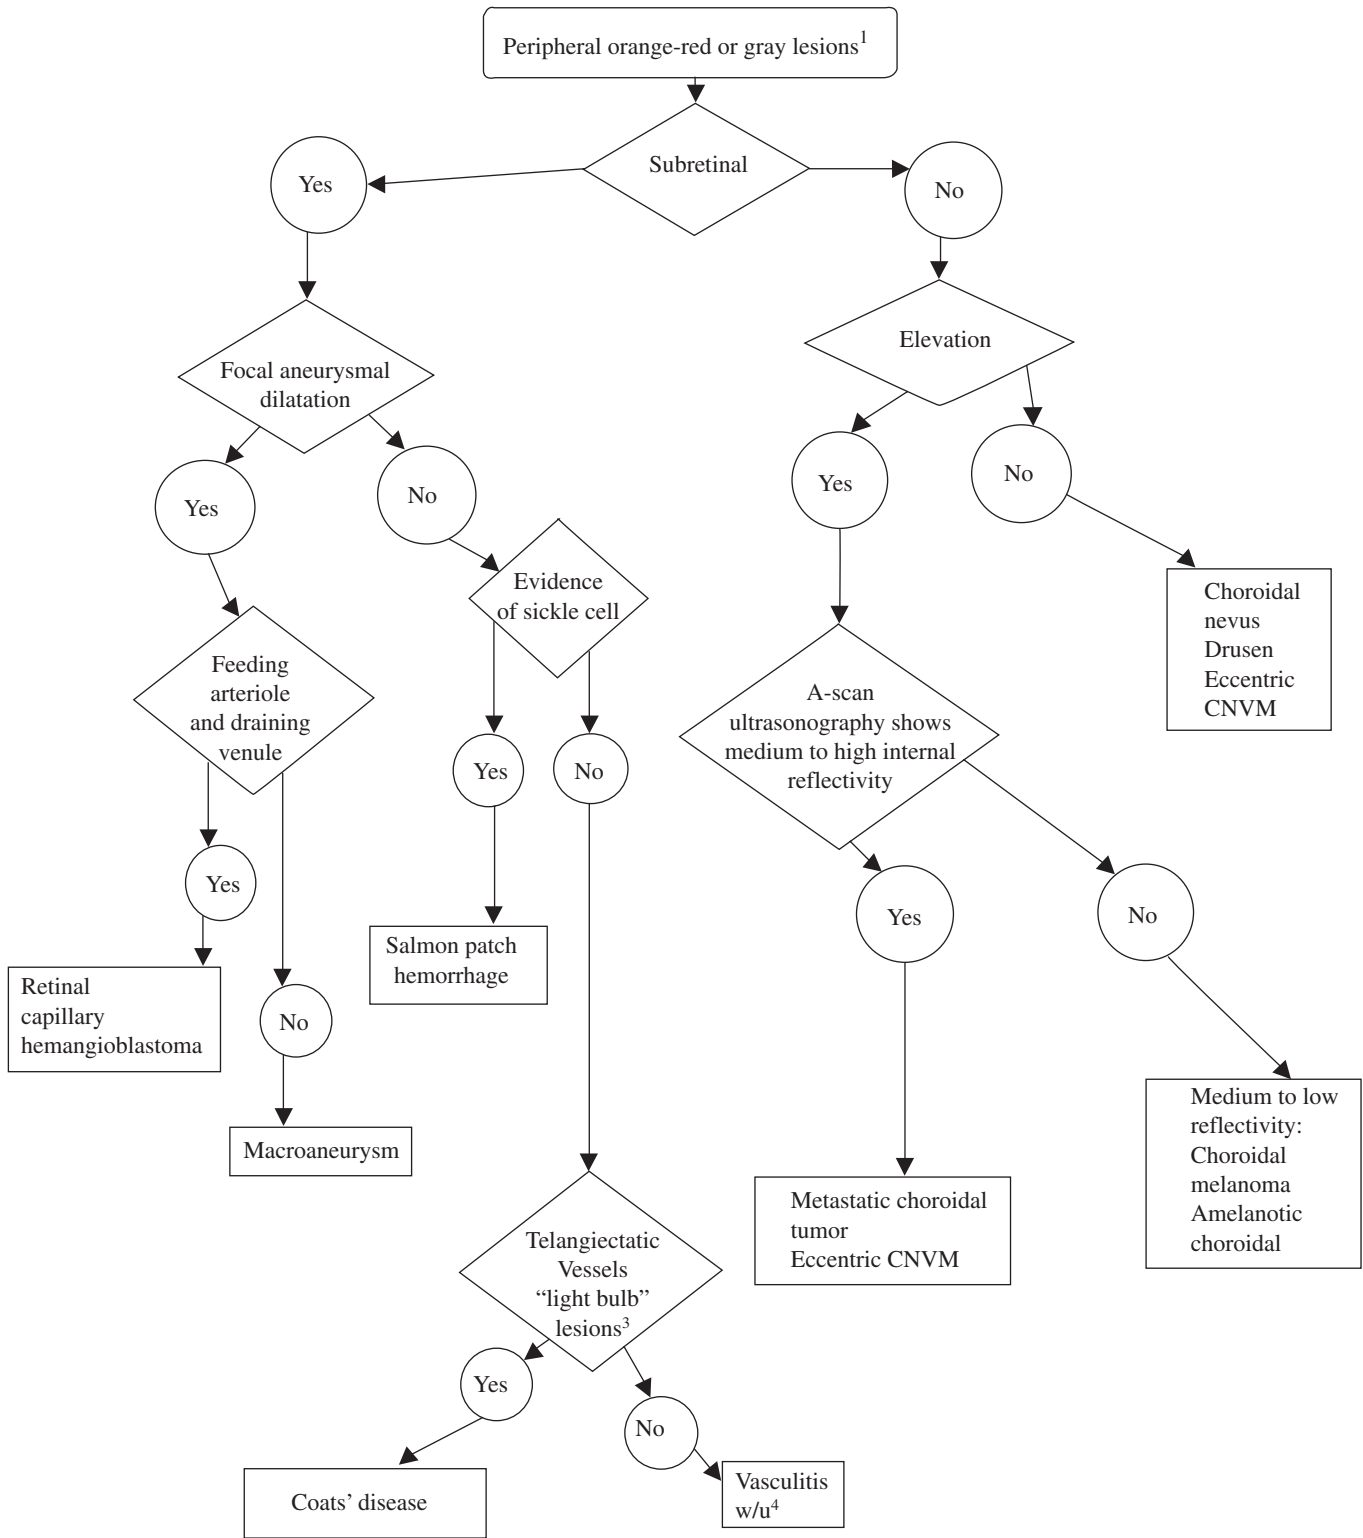 Peripheral orange-red or gray lesions1
Subretinal
Yes
No
Focal aneurysmal
dilatation
Elevation
Yes
No
Yes
No
Evidence
of sickle cell
Choroidal
nevus
Drusen
Eccentric
CNVM
Feeding
arteriole
and draining
venule
A-scan
ultrasonography shows
medium to high internal
reflectivity
Yes
No
Yes
No
Yes
No
Salmon patch
hemorrhage
Retinal
capillary
hemangioblastoma
Macroaneurysm
Medium to low
reflectivity:
Choroidal
melanoma
Amelanotic
choroidal
Metastatic choroidal
tumor
Eccentric CNVM
Telangiectatic
Vessels
“light bulb”
lesions3
Yes
No
Coats’ disease
Vasculitis
w/u4